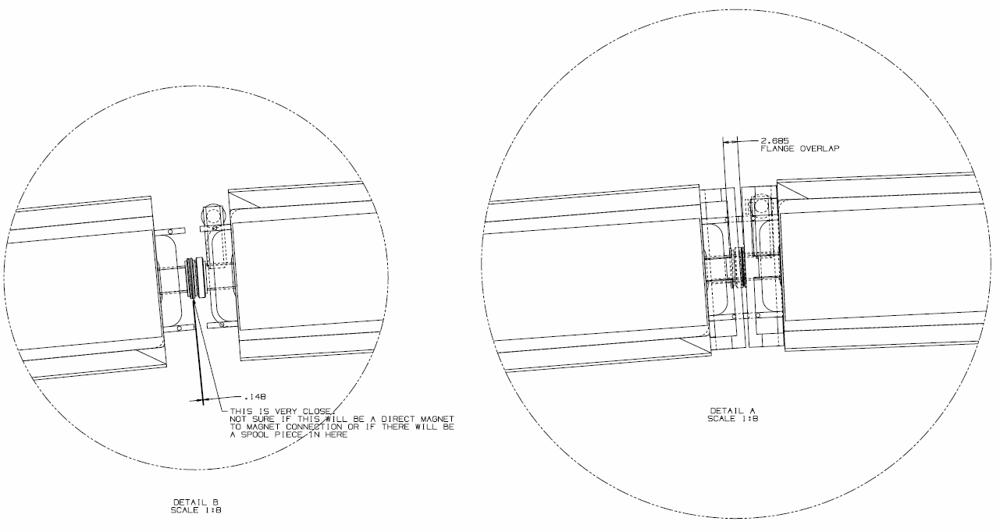 2.685
FLANGE OVERLAP
.148
THIS IS VERY CLOSE.
NOT SURE IF THIS WILL BE A DIRECT MAGNET
TO MAGNET CONNECTION OR IF THERE WILL BE
A SPOOL PIECE IN HERE
DETAIL A
SCALE 1:8
DETAIL B
SCALE 1:8